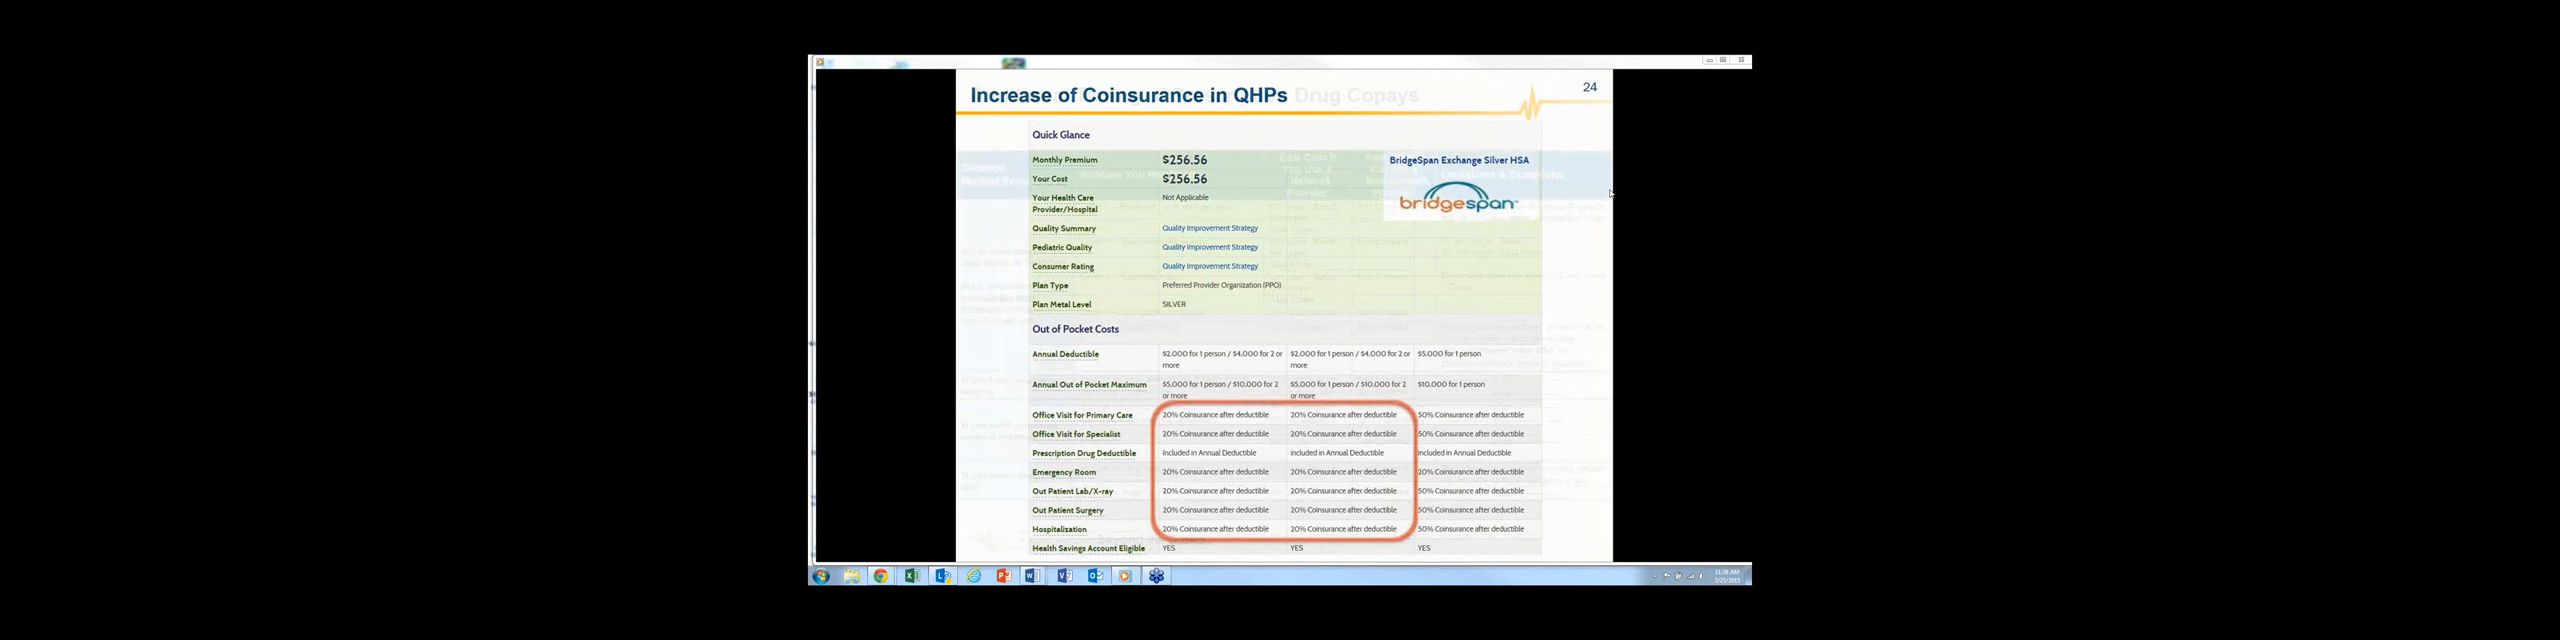 Increase of Coinsurance in QHPs Drug Copays
24
Quick Glance
Monthly Premium $256.56 BridgeSpan Exchange Silver HSA
Your Cost $256.56
Your Health Care Not Applicable
Provider/Hospital
bridgespan
Quality Summary Quality Improvement Strategy
Pediatric Quality Quality Improvement Strategy
Consumer Rating Quality Improvement Strategy
Plan Type Preferred Provider Organization (PPO)
Plan Metal Level SILVER
Out of Pocket Costs
Annual Deductible $2,000 for 1 person / $4,000 for 2 or $2,000 for 1 person / $4,000 for 2 or $5,000 for 1 person
more more
Annual Out of Pocket Maximum $5,000 for 1 person / $10,000 for 2 $5,000 for 1 person / $10,000 for 2 $10,000 for 1 person
or more or more
Office Visit for Primary Care 20% Coinsurance after deductible 20% Coinsurance after deductible 50% Coinsurance after deductible
Office Visit for Specialist 20% Coinsurance after deductible 20% Coinsurance after deductible 50% Coinsurance after deductible
Prescription Drug Deductible Included in Annual Deductible included in Annual Deductible included in Annual Deductible
Emergency Room 20% Coinsurance after deductible 20% Coinsurance after deductible 20% Coinsurance after deductible
Out Patient Lab/X-ray 20% Coinsurance after deductible 20% Coinsurance after deductible 50% Coinsurance after deductible
Out Patient Surgery 20% Coinsurance after deductible 20% Coinsurance after deductible 50% Coinsurance after deductible
Hospitalization 20% Coinsurance after deductible 20% Coinsurance after deductible 50% Coinsurance after deductible
Health Savings Account Eligible YES YES YES
11:38 AM
3/25/2015